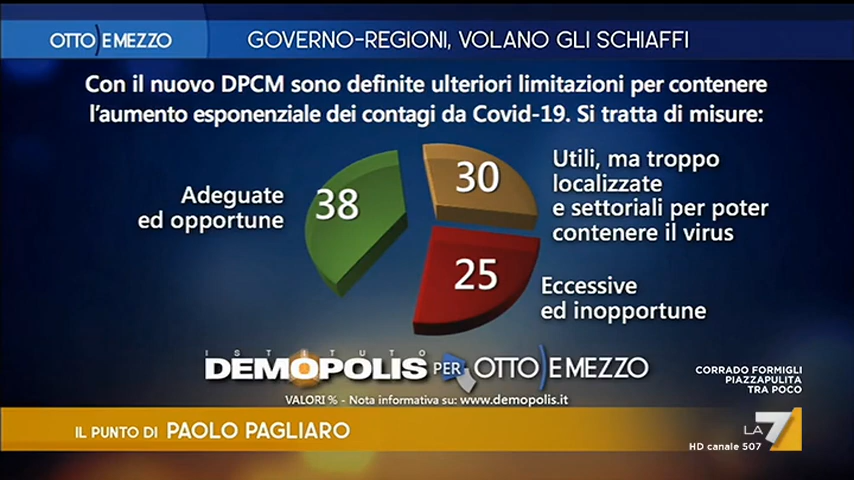 OTTO E MEZZO
GOVERNO-REGIONI, VOLANO GLI SCHIAFFI
Con il nuovo DPCM sono definite ulteriori limitazioni per contenere
l'aumento esponenziale dei contagi da Covid-19. Si tratta di misure:
Adeguate
ed opportune
38
30
Utili, ma troppo
localizzate
e settoriali per poter
contenere il virus
25
Eccessive
ed inopportune
ISTITUTO
DEMOPOLIS PER OTTO E MEZZO
VALORI % - Nota informativa su: www.demopolis.it
CORRADO FORMIGLI
PIAZZAPULITA
TRA POCO
IL PUNTO DI PAOLO PAGLIARO
LA 7
HD canale 507